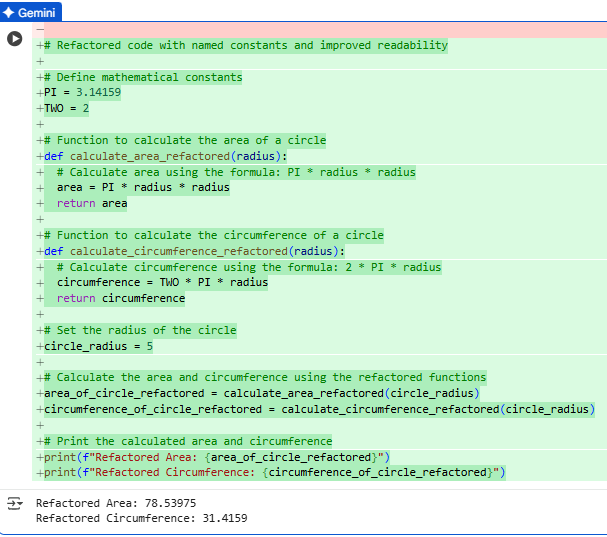 Gemini
-
+# Refactored code with named constants and improved readability
+
+# Define mathematical constants
+PI = 3.14159
+TWO = 2
+
+# Function to calculate the area of a circle
+def calculate_area_refactored(radius):
+  # Calculate area using the formula: PI * radius * radius
+  area = PI * radius * radius
+  return area
+
+# Function to calculate the circumference of a circle
+def calculate_circumference_refactored(radius):
+  # Calculate circumference using the formula: 2 * PI * radius
+  circumference = TWO * PI * radius
+  return circumference
+
+# Set the radius of the circle
+circle_radius = 5
+
+# Calculate the area and circumference using the refactored functions
+area_of_circle_refactored = calculate_area_refactored(circle_radius)
+circumference_of_circle_refactored = calculate_circumference_refactored(circle_radius)
+
+# Print the calculated area and circumference
+print(f"Refactored Area: {area_of_circle_refactored}")
+print(f"Refactored Circumference: {circumference_of_circle_refactored}")
Refactored Area: 78.53975
Refactored Circumference: 31.4159